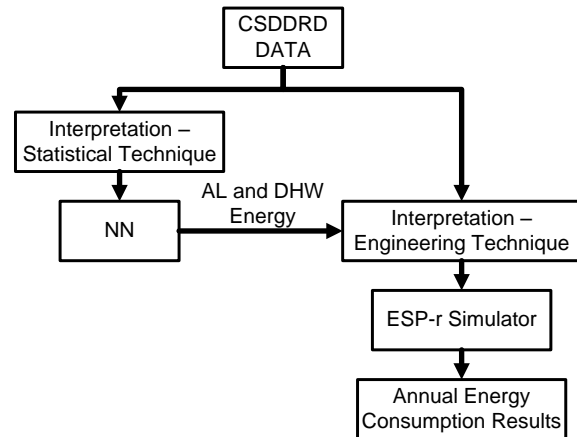 CSDDRD
DATA
Interpretation –
Statistical Technique
AL and DHW
Energy
NN
Interpretation –
Engineering Technique
ESP-r Simulator
Annual Energy
Consumption Results